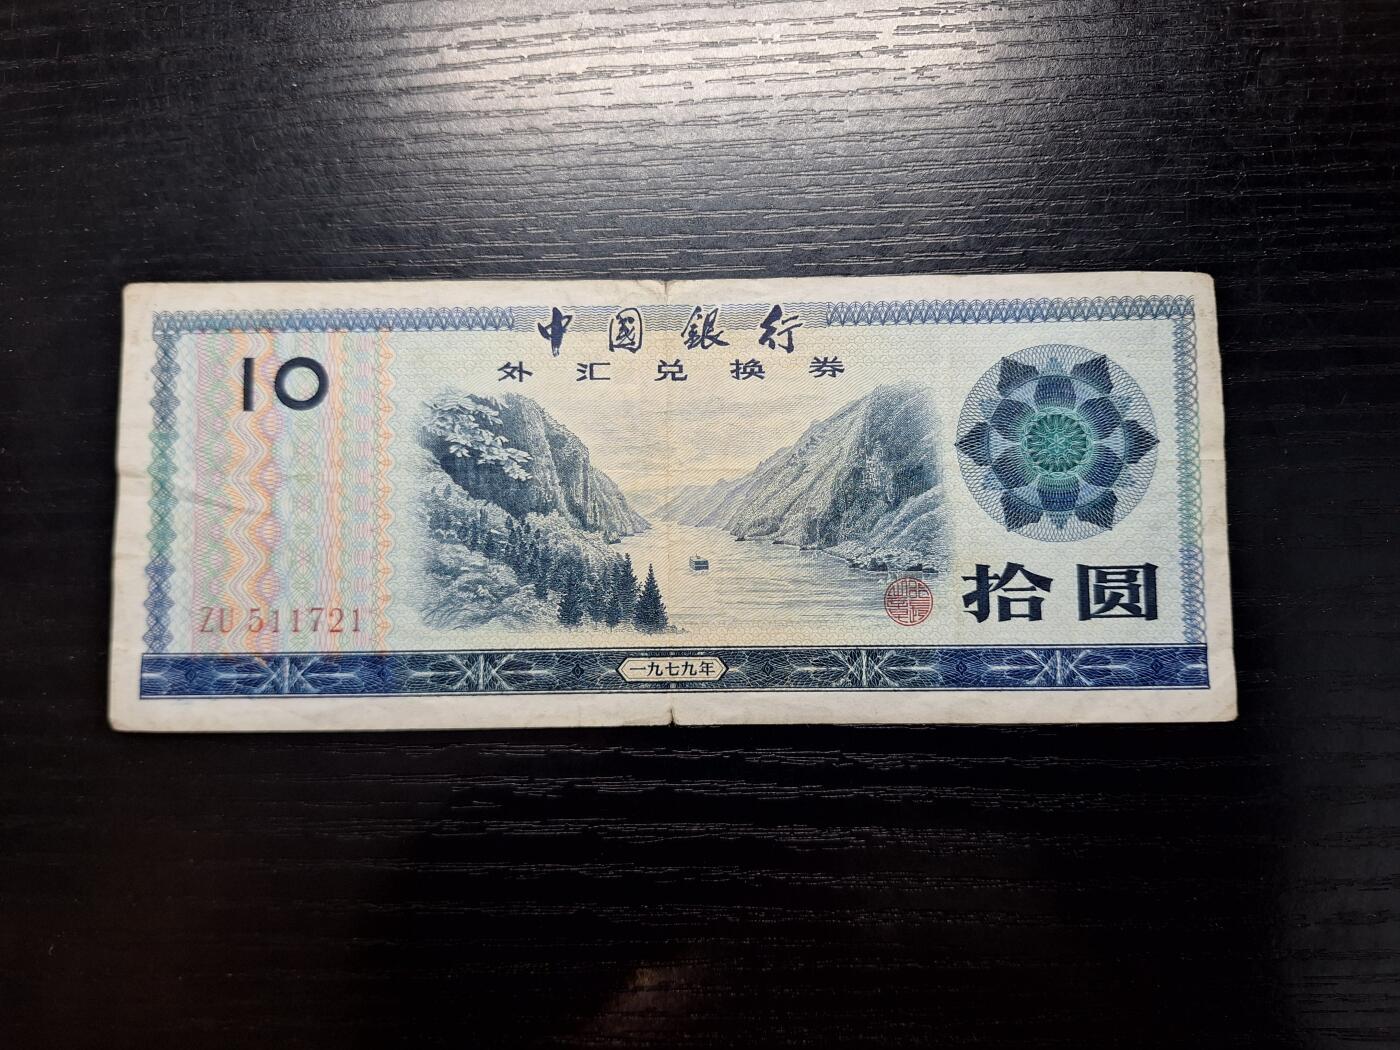 中国銀行
外汇兑换券
10
拾圆
ZU 511721
一九七九年